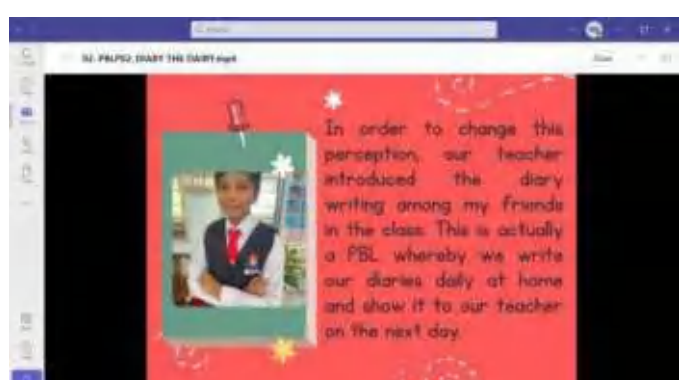 Search
02. PBLPS2_DIARY THE DAIRY.mp4
In order to change this
perception, our teacher
introduced the diary
writing among my friends
in the class. This is actually
a PBL whereby we write
our diaries daily at home
and show it to our teacher
on the next day.